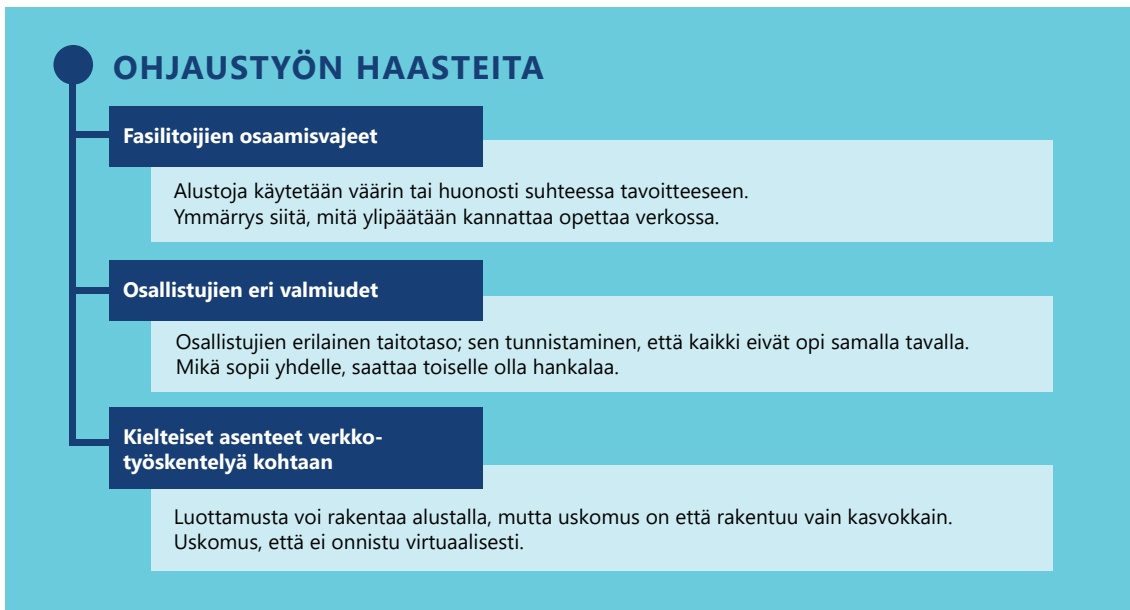 OHJAUSTYÖN HAASTEITA
Fasilitoijien osaamisvajeet
Alustoja käytetään väärin tai huonosti suhteessa tavoitteeseen.
Ymmärrys siitä, mitä ylipäätään kannattaa opettaa verkossa.
Osallistujien eri valmiudet
Osallistujien erilainen taitotaso; sen tunnistaminen, että kaikki eivät opi samalla tavalla.
Mikä sopii yhdelle, saattaa toiselle olla hankalaa.
Kielteiset asenteet verkko-
työskentelyä kohtaan
Luottamusta voi rakentaa alustalla, mutta uskomus on että rakentuu vain kasvokkain.
Uskomus, että ei onnistu virtuaalisesti.